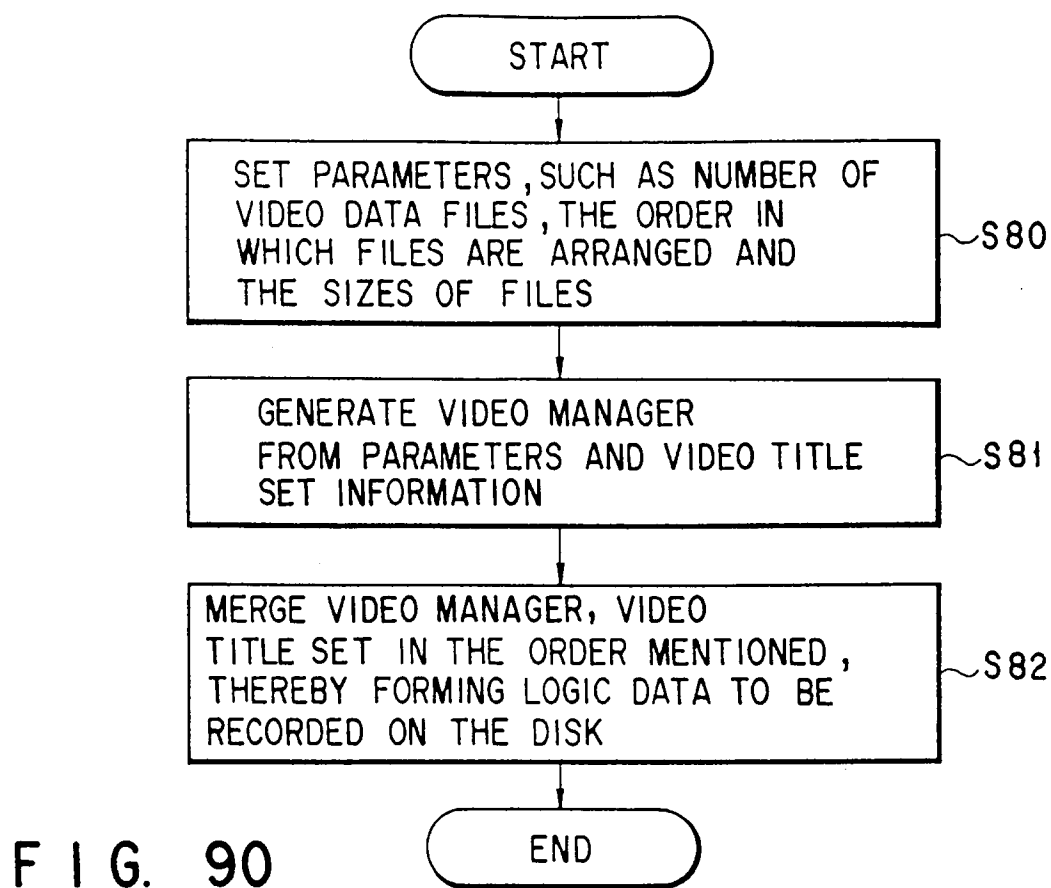 START
SET PARAMETERS, SUCH AS NUMBER OF
VIDEO DATA FILES, THE ORDER IN
WHICH FILES ARE ARRANGED AND
THE SIZES OF FILES
S80
GENERATE VIDEO MANAGER
FROM PARAMETERS AND VIDEO TITLE
SET INFORMATION
S81
MERGE VIDEO MANAGER, VIDEO
TITLE SET IN THE ORDER MENTIONED,
THEREBY FORMING LOGIC DATA TO BE
RECORDED ON THE DISK
S82
END
FIG. 90